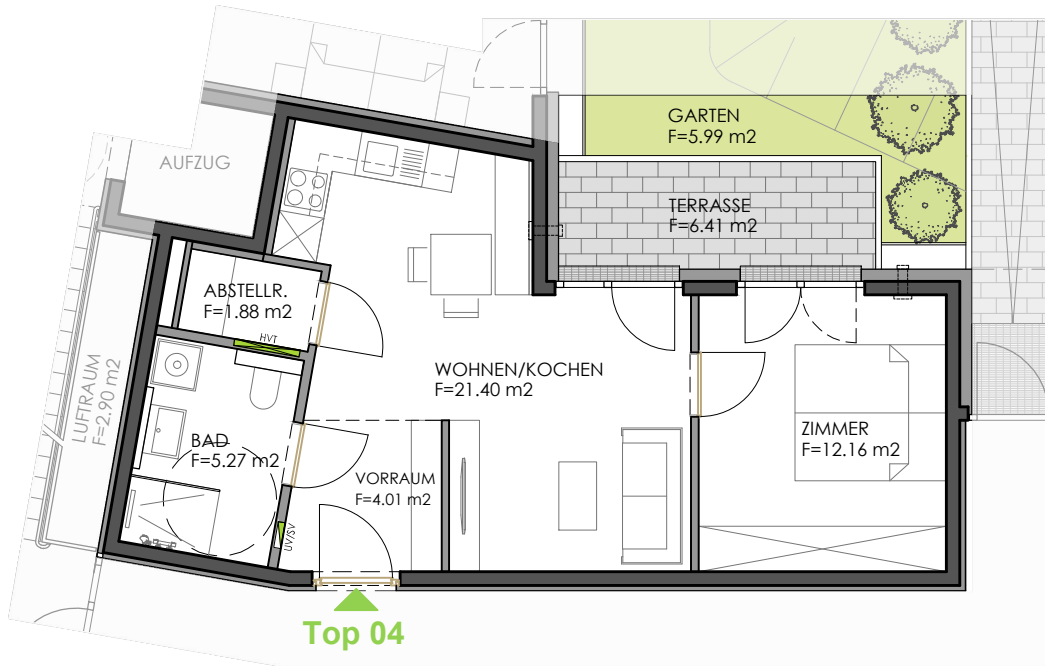 GARTEN
F=5.99 m2
AUFZUG
TERRASSE
F=6.41 m2
ABSTELLR.
F=1.88 m2
HVT
LUFTRAUM
F=2.90 m2
WOHNEN/KOCHEN
F=21.40 m2
BAD
F=5.27 m2
ZIMMER
F=12.16 m2
VORRAUM
F=4.01 m2
UV/SV
Top 04